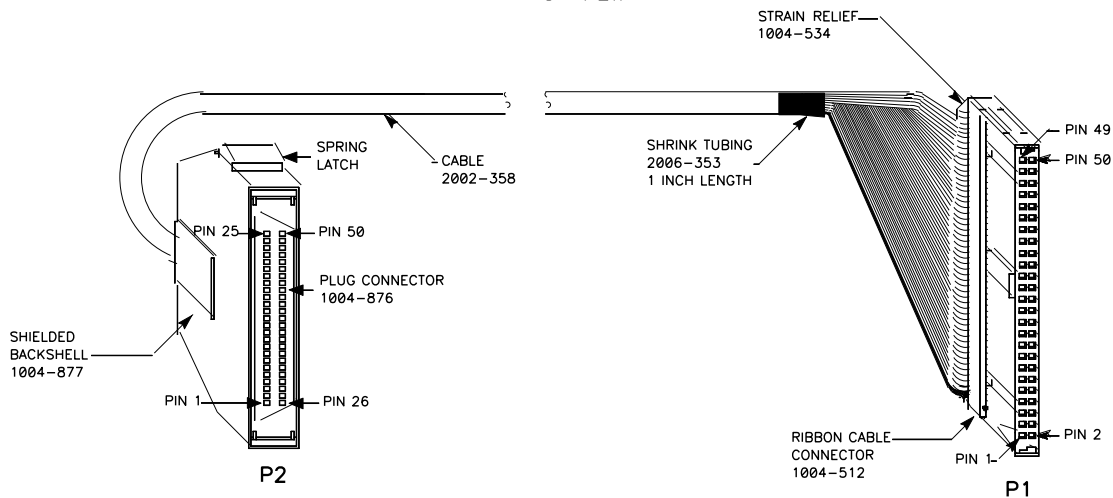 STRAIN RELIEF
1004-534
PIN 49
PIN 50
SPRING
LATCH
CABLE
2002-358
SHRINK TUBING
2006-353
1 INCH LENGTH
PIN 25
PIN 50
PLUG CONNECTOR
1004-876
SHIELDED
BACKSHELL
1004-877
PIN 1
PIN 26
P2
RIBBON CABLE
CONNECTOR
1004-512
PIN 1
PIN 2
P1